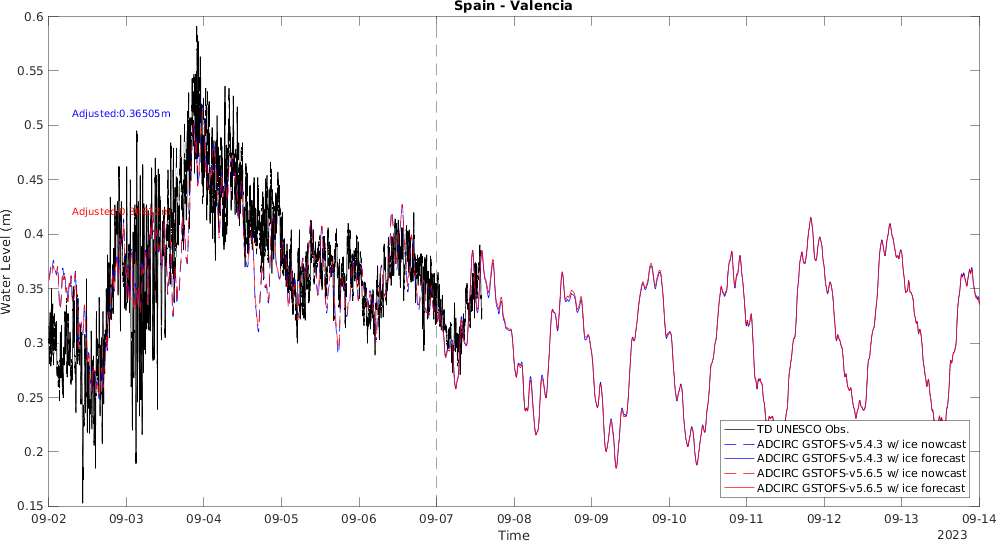 Spain - Valencia
0.6
0.55
0.5
0.45
0.4
0.35
0.3
0.25
0.2
0.15
Water Level (m)
Adjusted:0.36505m
TD UNESCO Obs.
ADCIRC GSTOFS-v5.4.3 w/ ice nowcast
ADCIRC GSTOFS-v5.4.3 w/ ice forecast
ADCIRC GSTOFS-v5.6.5 w/ ice nowcast
ADCIRC GSTOFS-v5.6.5 w/ ice forecast
09-02 09-03 09-04 09-05 09-06 09-07 09-08 09-09 09-10 09-11 09-12 09-13 09-14
Time
2023